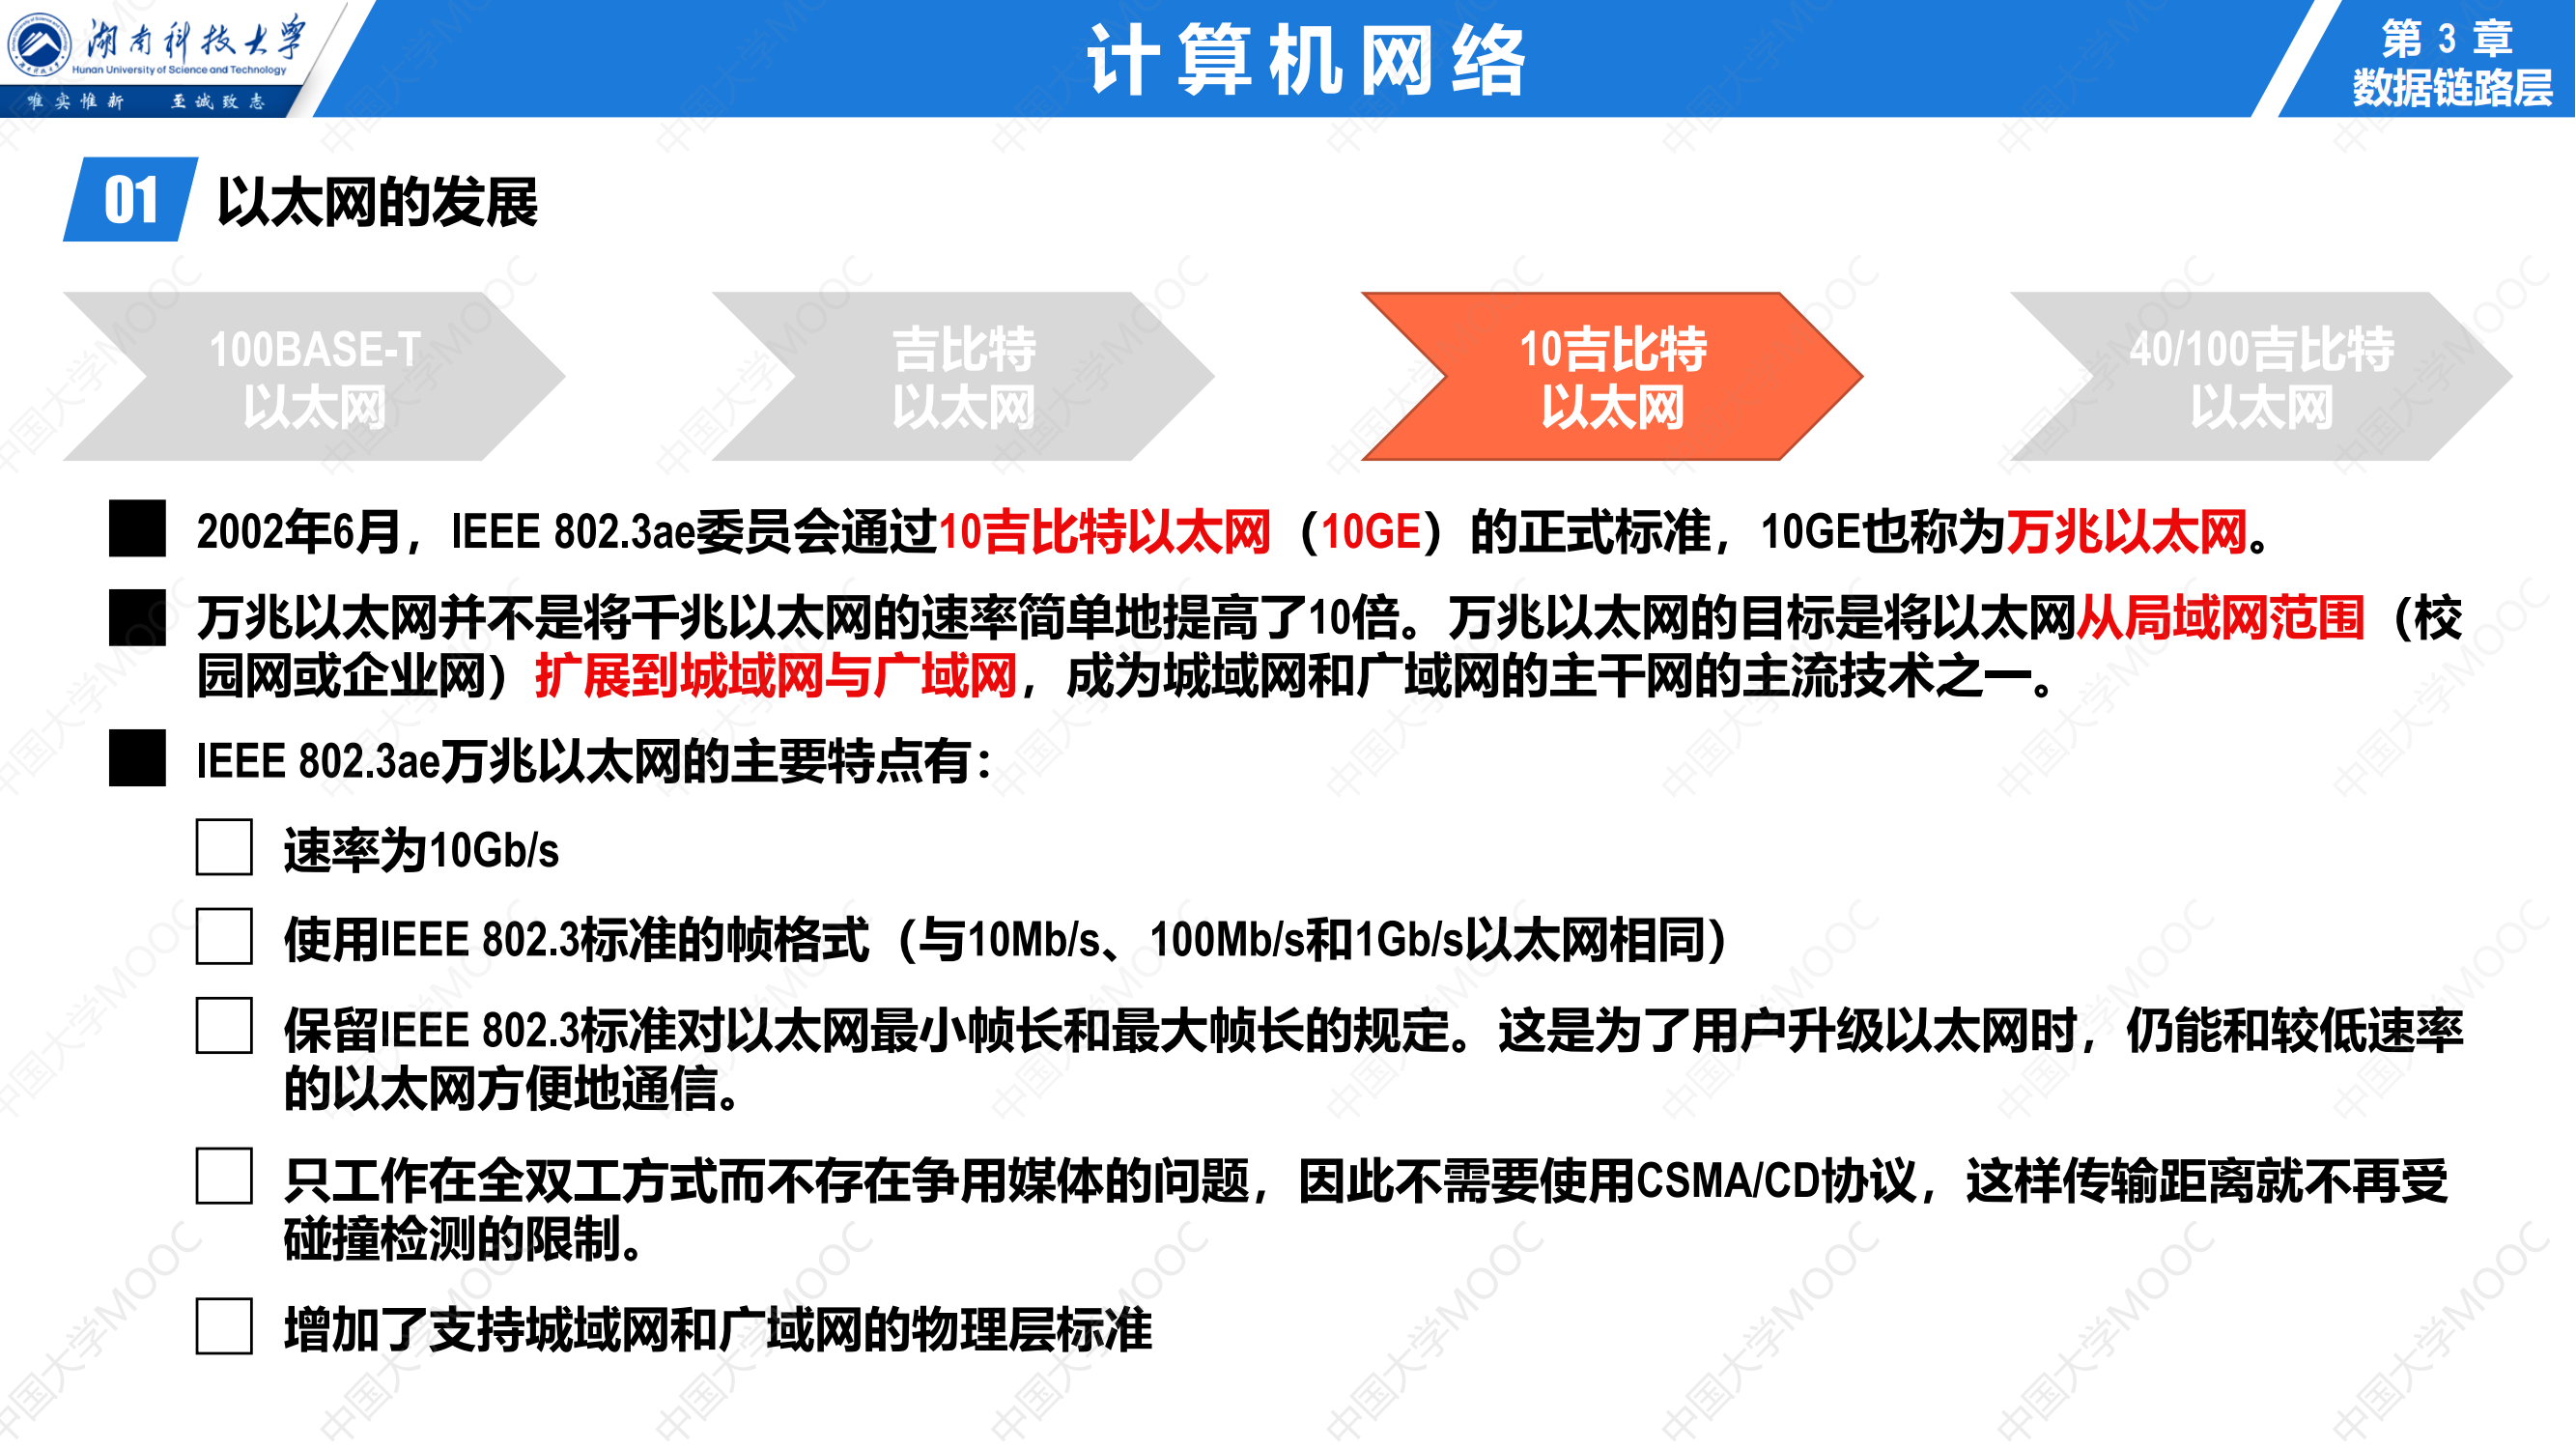 湖南科技大学
Hunan University of Science and Technology
唯实惟新 至诚致志
计算机网络
第 3 章
数据链路层
01 以太网的发展
100BASE-T
以太网
吉比特
以太网
10吉比特
以太网
40/100吉比特
以太网
2002年6月，IEEE 802.3ae委员会通过10吉比特以太网（10GE）的正式标准，10GE也称为万兆以太网。
万兆以太网并不是将千兆以太网的速率简单地提高了10倍。万兆以太网的目标是将以太网从局域网范围（校
园网或企业网）扩展到城域网与广域网，成为城域网和广域网的主干网的主流技术之一。
IEEE 802.3ae万兆以太网的主要特点有：
速率为10Gb/s
使用IEEE 802.3标准的帧格式（与10Mb/s、100Mb/s和1Gb/s以太网相同）
保留IEEE 802.3标准对以太网最小帧长和最大帧长的规定。这是为了用户升级以太网时，仍能和较低速率
的以太网方便地通信。
只工作在全双工方式而不存在争用媒体的问题，因此不需要使用CSMA/CD协议，这样传输距离就不再受
碰撞检测的限制。
增加了支持城域网和广域网的物理层标准
中国大学MOOC